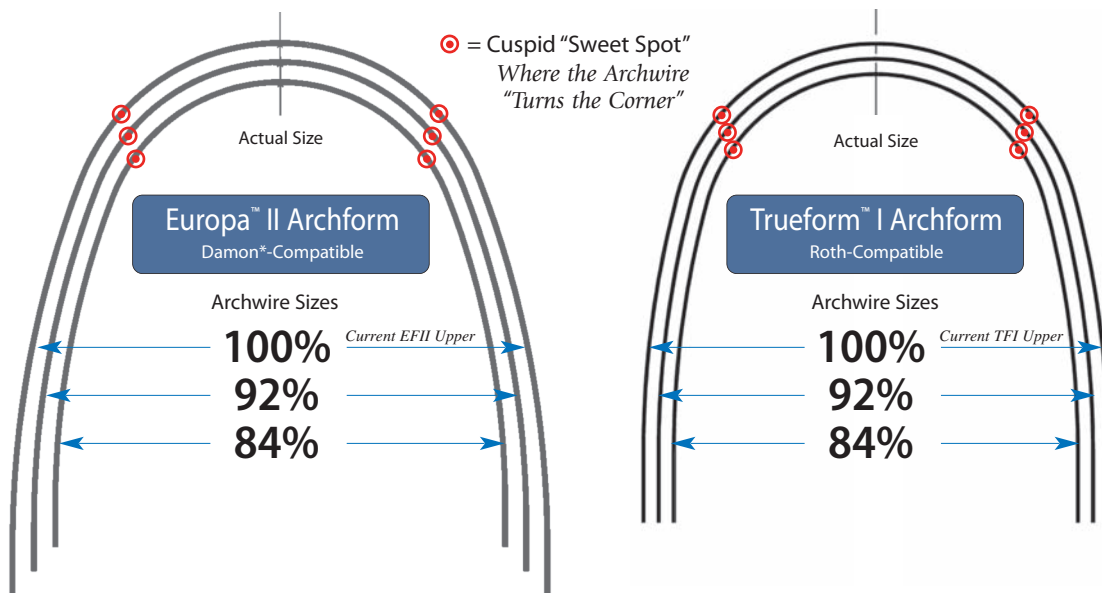 = Cuspid “Sweet Spot”
Where the Archwire
“Turns the Corner”
Actual Size
Europa™ II Archform
Damon*-Compatible
Archwire Sizes
100% Current EFII Upper
92%
84%
Actual Size
Trueform™ I Archform
Roth-Compatible
Archwire Sizes
100% Current TFI Upper
92%
84%